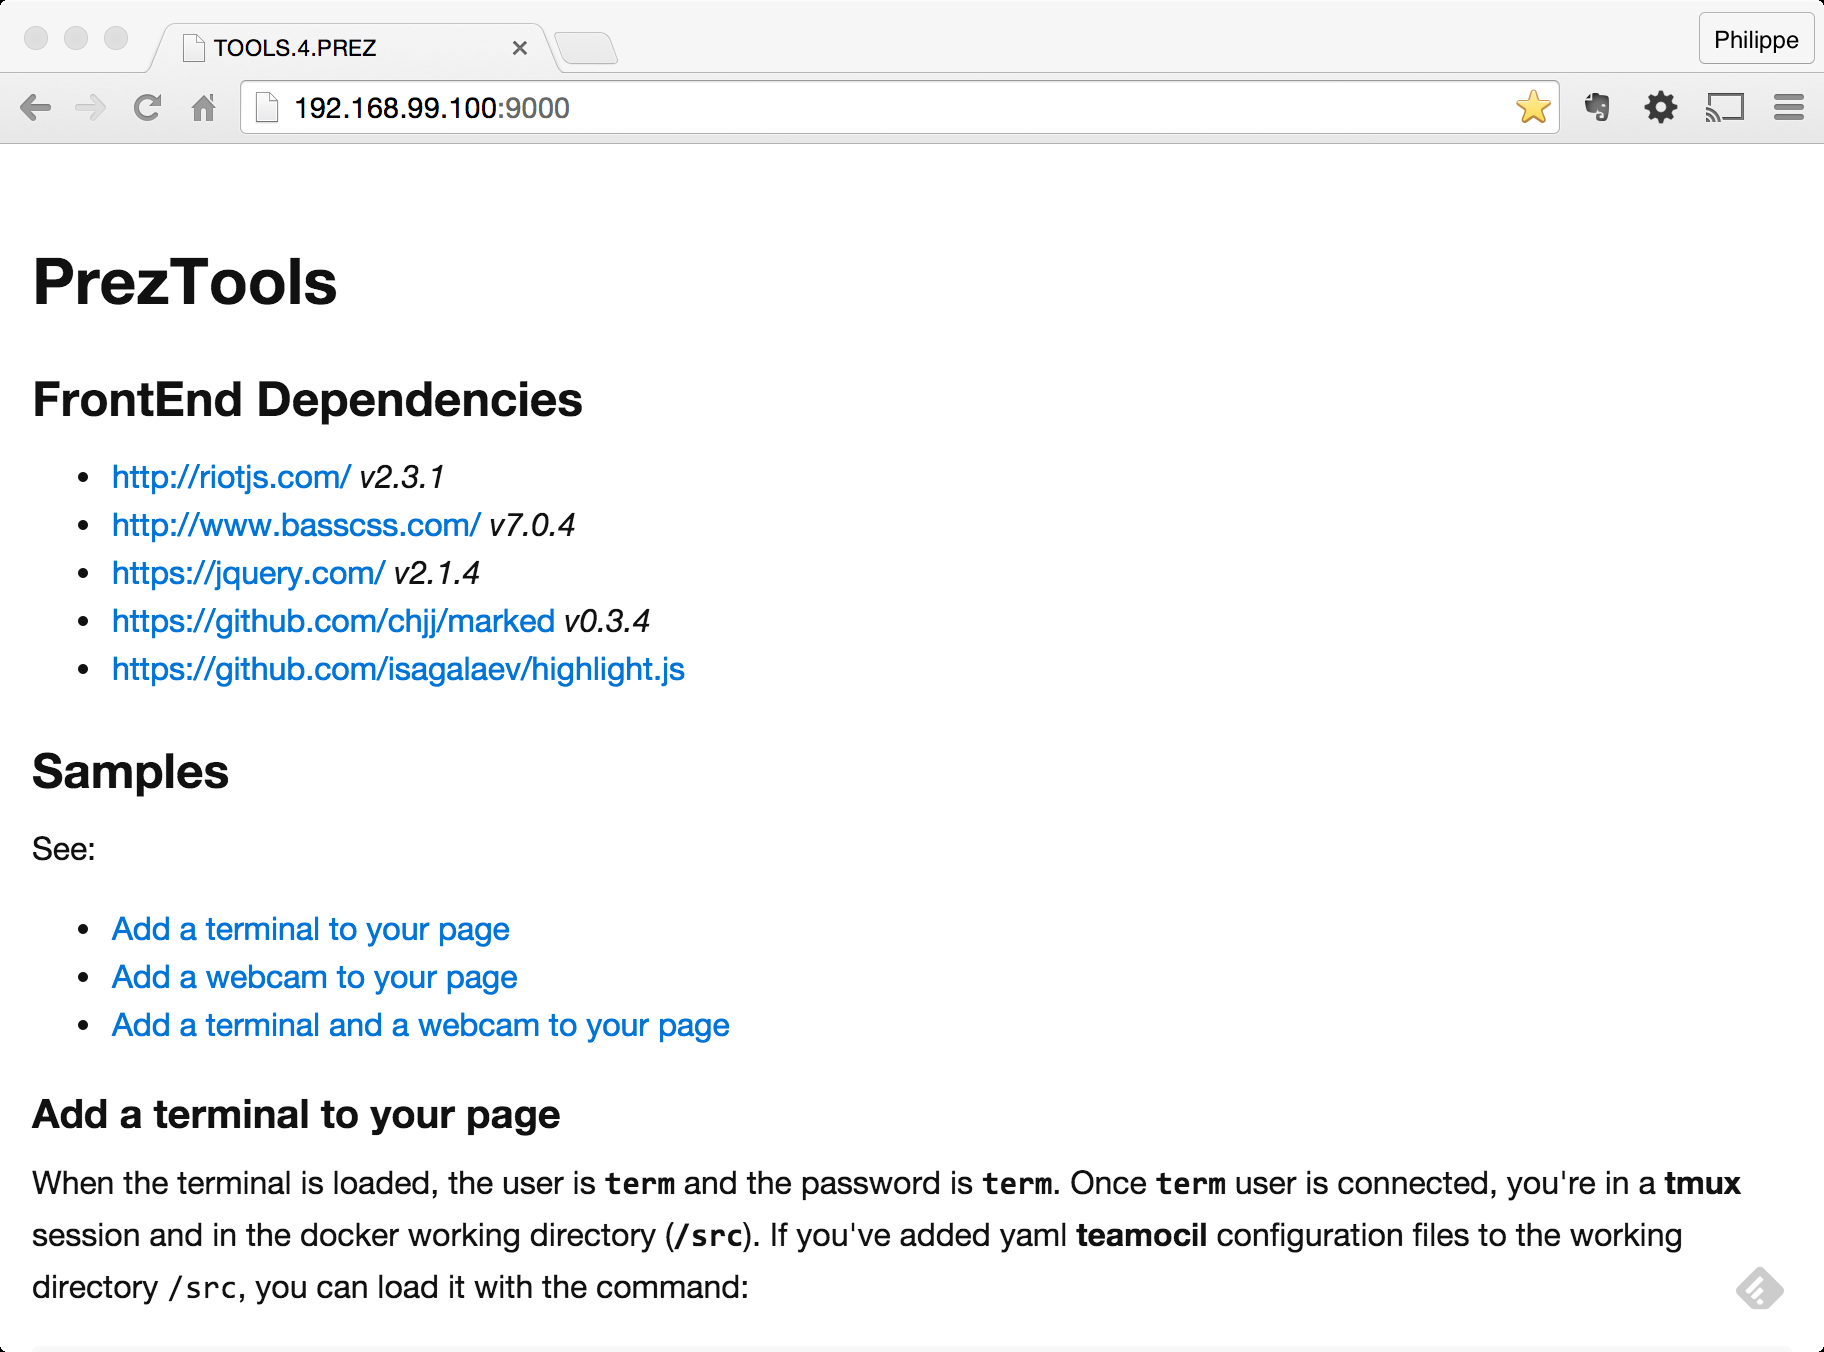 TOOLS.4.PREZ
Philippe
192.168.99.100:9000
PrezTools
FrontEnd Dependencies
• http://riotjs.com/ v2.3.1
• http://www.basscss.com/ v7.0.4
• https://jquery.com/ v2.1.4
• https://github.com/chjj/marked v0.3.4
• https://github.com/isagalaev/highlight.js
Samples
See:
• Add a terminal to your page
• Add a webcam to your page
• Add a terminal and a webcam to your page
Add a terminal to your page
When the terminal is loaded, the user is term and the password is term. Once term user is connected, you're in a tmux
session and in the docker working directory (/src). If you've added yaml teamocil configuration files to the working
directory /src, you can load it with the command: